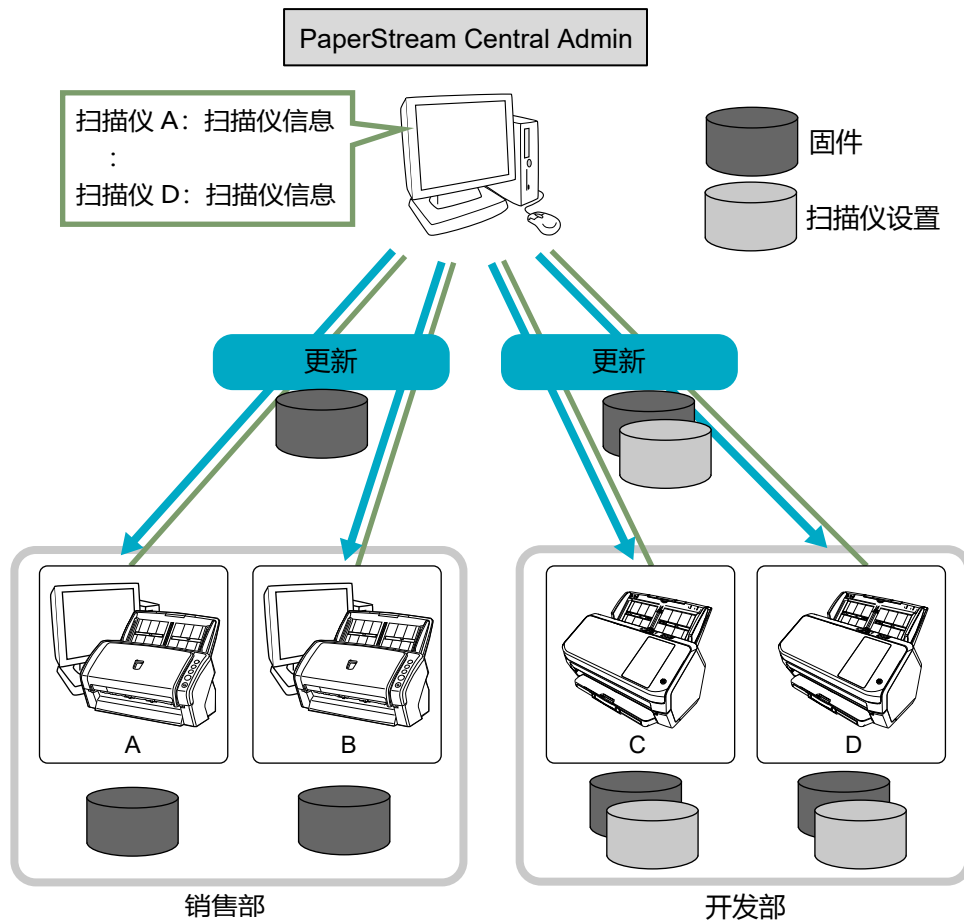 PaperStream Central Admin
扫描仪 A：扫描仪信息
：
扫描仪 D：扫描仪信息
固件
扫描仪设置
更新
更新
A
B
C
D
销售部
开发部